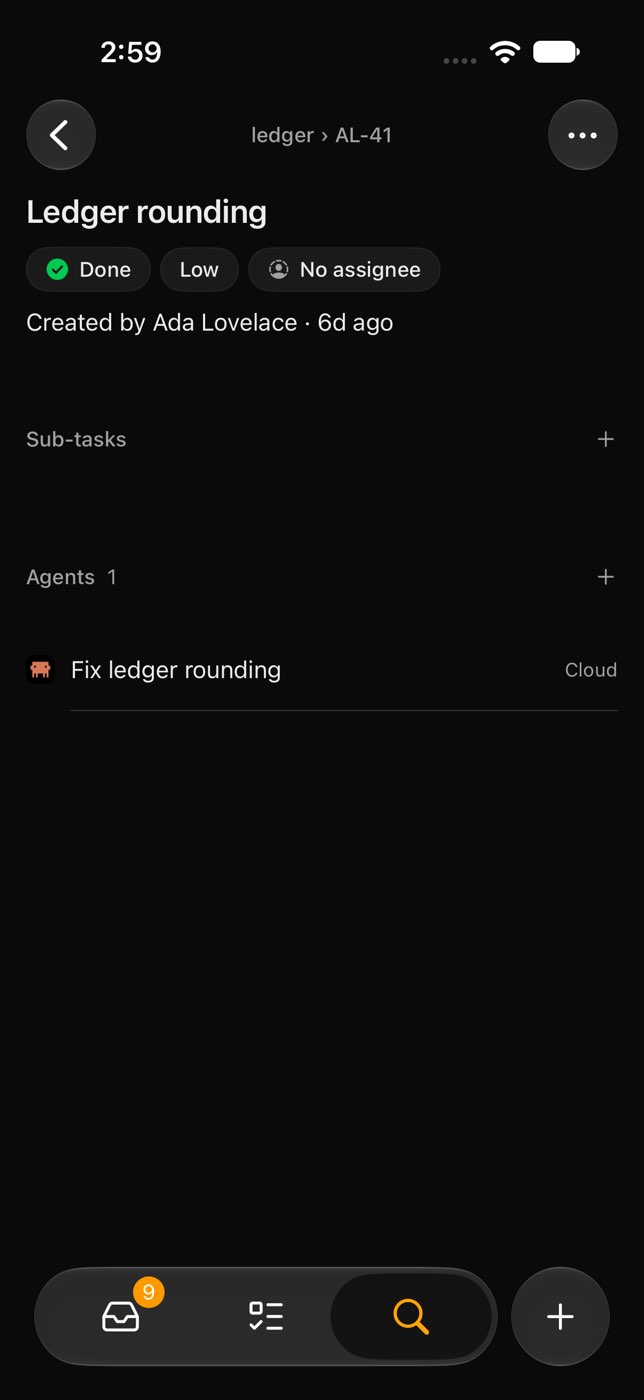 2:59
ledger › AL-41
Ledger rounding
Done
Low
No assignee
Created by Ada Lovelace · 6d ago
Sub-tasks
Agents 1
Fix ledger rounding
Cloud
9